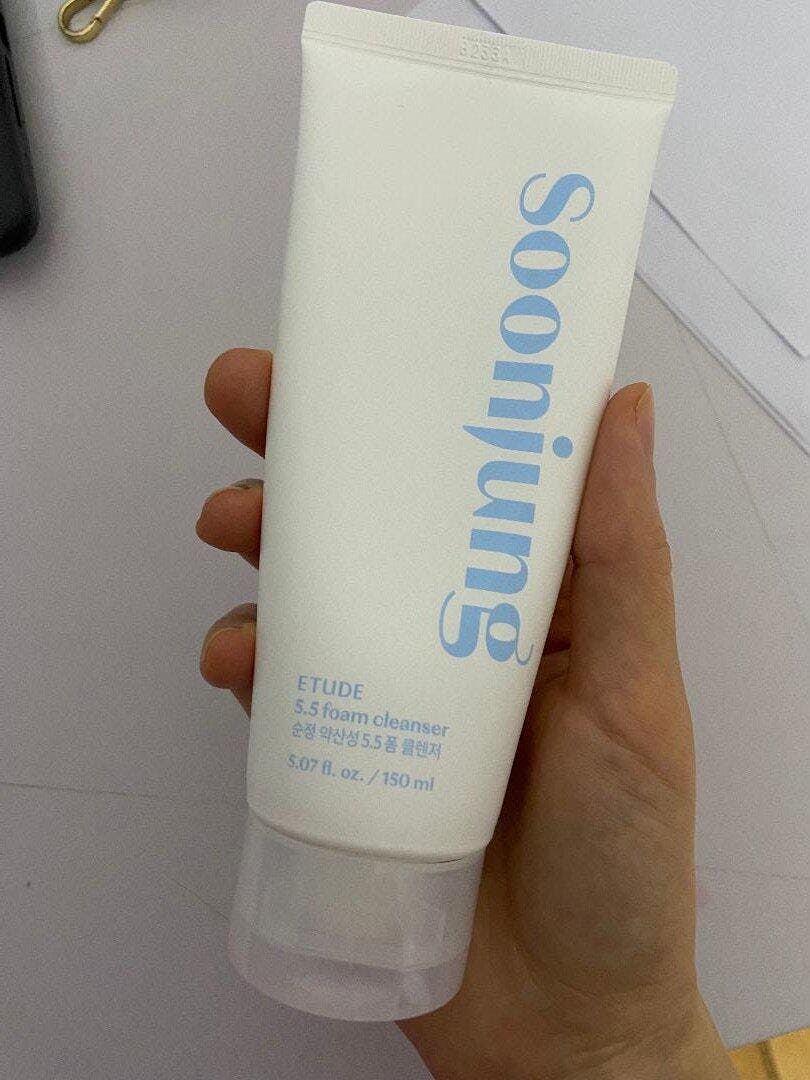 soonjung
ETUDE
5.5 foam cleanser
순정 약산성 5.5 폼 클렌저
5.07 fl. oz. / 150 ml